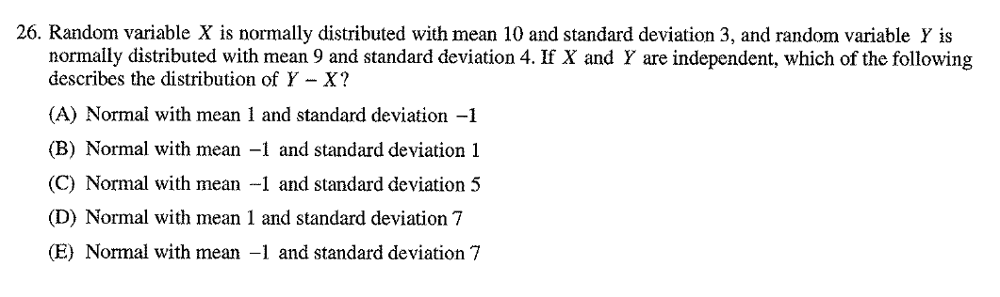 26. Random variable X is normally distributed with mean 10 and standard deviation 3, and random variable Y is
normally distributed with mean 9 and standard deviation 4. If X and Y are independent, which of the following
describes the distribution of Y − X?
(A) Normal with mean 1 and standard deviation −1
(B) Normal with mean −1 and standard deviation 1
(C) Normal with mean −1 and standard deviation 5
(D) Normal with mean 1 and standard deviation 7
(E) Normal with mean −1 and standard deviation 7